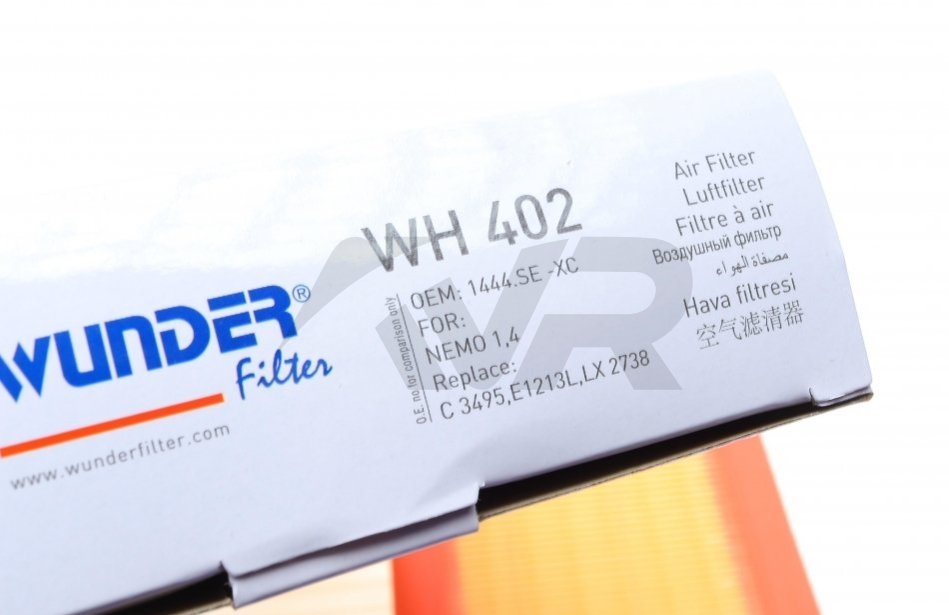 WUNDER®
Filter
www.wunderfilter.com
WH 402
O.E. no for comparison only
OEM: 1444.SE -XC
FOR:
NEMO 1,4
Replace:
C 3495,E1213L,LX 2738
Air Filter
Luftfilter
Filtre à air
Воздушный фильтр
مصفاة الهواء
Hava filtresi
空气滤清器
VR